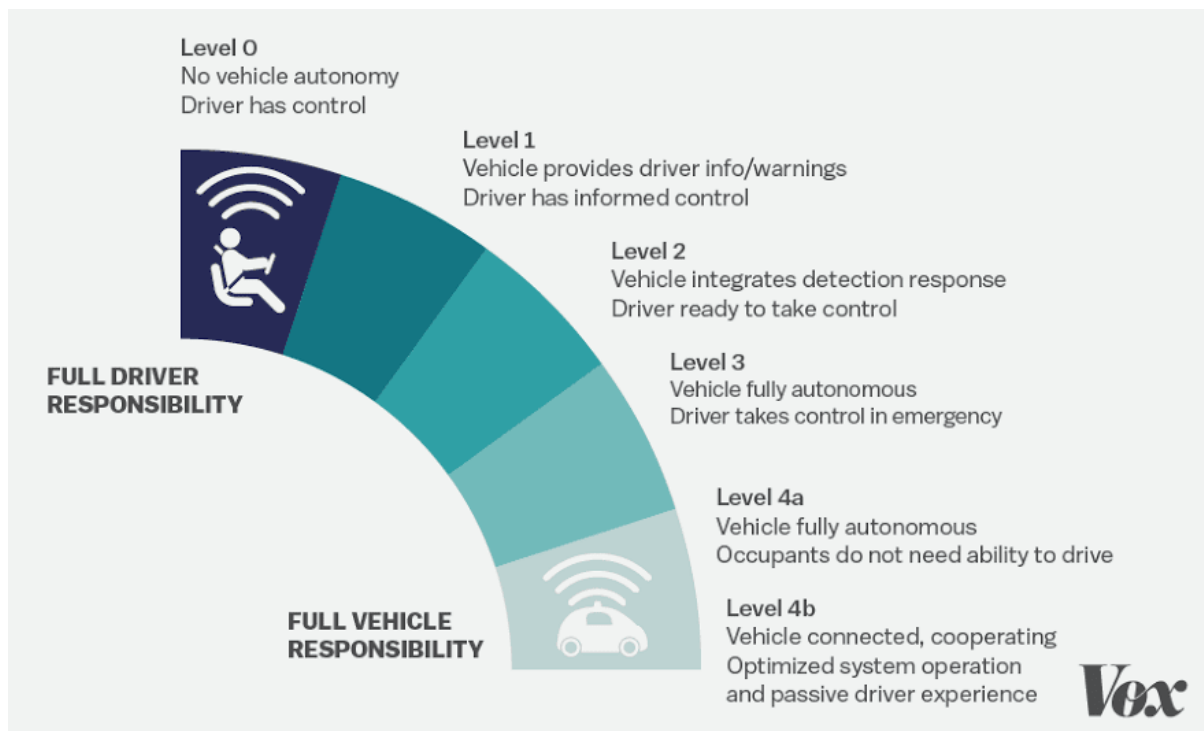 Level 0
No vehicle autonomy
Driver has control
Level 1
Vehicle provides driver info/warnings
Driver has informed control
Level 2
Vehicle integrates detection response
Driver ready to take control
Level 3
Vehicle fully autonomous
Driver takes control in emergency
FULL DRIVER
RESPONSIBILITY
Level 4a
Vehicle fully autonomous
Occupants do not need ability to drive
Level 4b
Vehicle connected, cooperating
Optimized system operation
and passive driver experience
FULL VEHICLE
RESPONSIBILITY
Vox